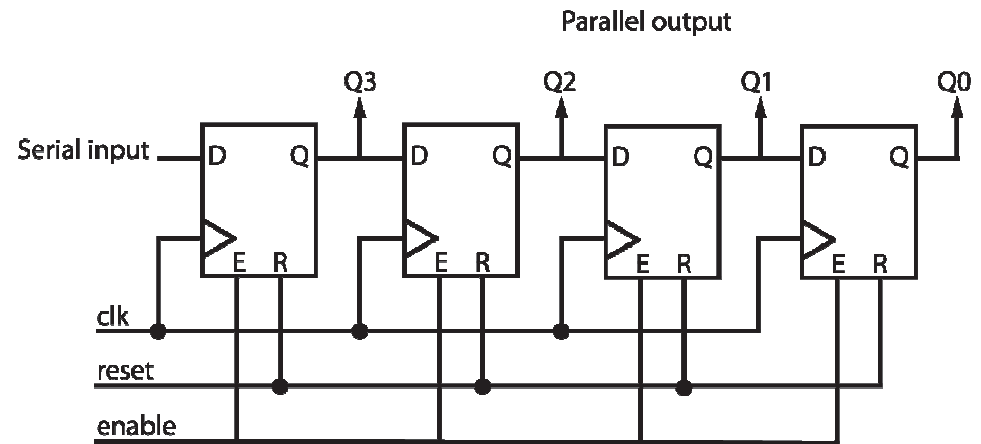 Parallel output
Q3 Q2 Q1 Q0
Serial input D Q D Q D Q D Q
E R E R E R E R
clk
reset
enable